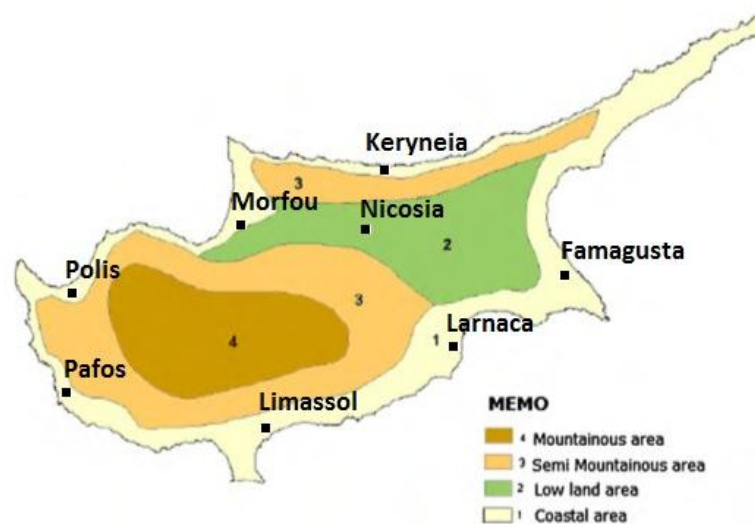 Keryneia
3
Morfou
Nicosia
2
Famagusta
Polis
3
Larnaca
1
4
Pafos
Limassol
MEMO
4 Mountainous area
3 Semi Mountainous area
2 Low land area
1 Coastal area